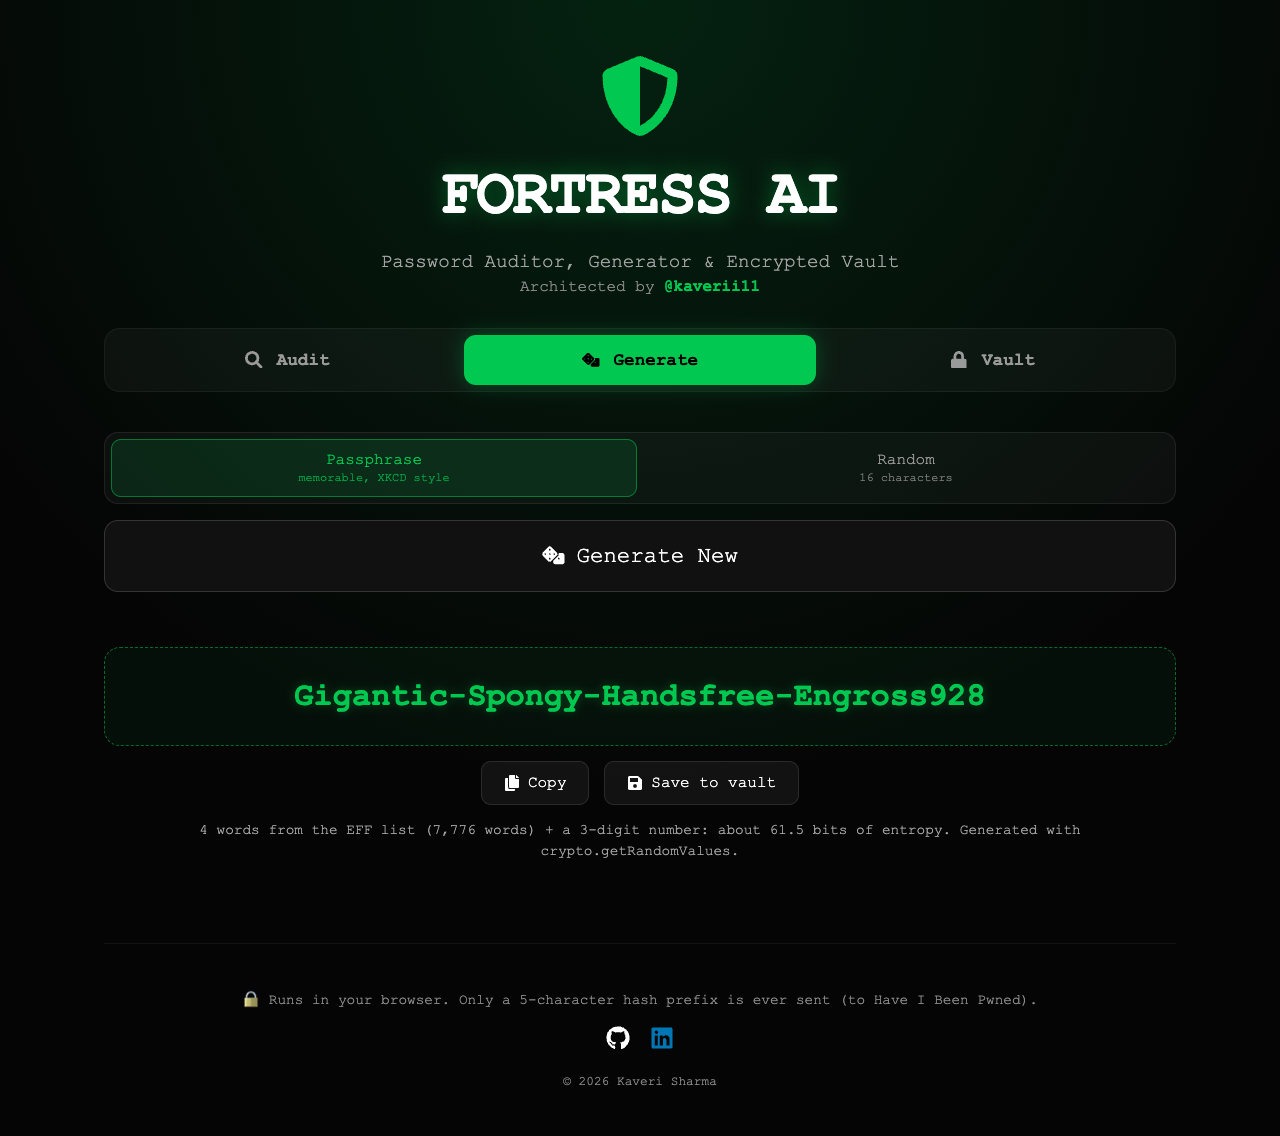 FORTRESS AI
Password Auditor, Generator & Encrypted Vault
Architected by @kaverii11
Audit
Generate
Vault
Passphrase
memorable, XKCD style
Random
16 characters
Generate New
Gigantic-Spongy-Handsfree-Engross928
Copy
Save to vault
4 words from the EFF list (7,776 words) + a 3-digit number: about 61.5 bits of entropy. Generated with
crypto.getRandomValues.
🔒 Runs in your browser. Only a 5-character hash prefix is ever sent (to Have I Been Pwned).
© 2026 Kaveri Sharma